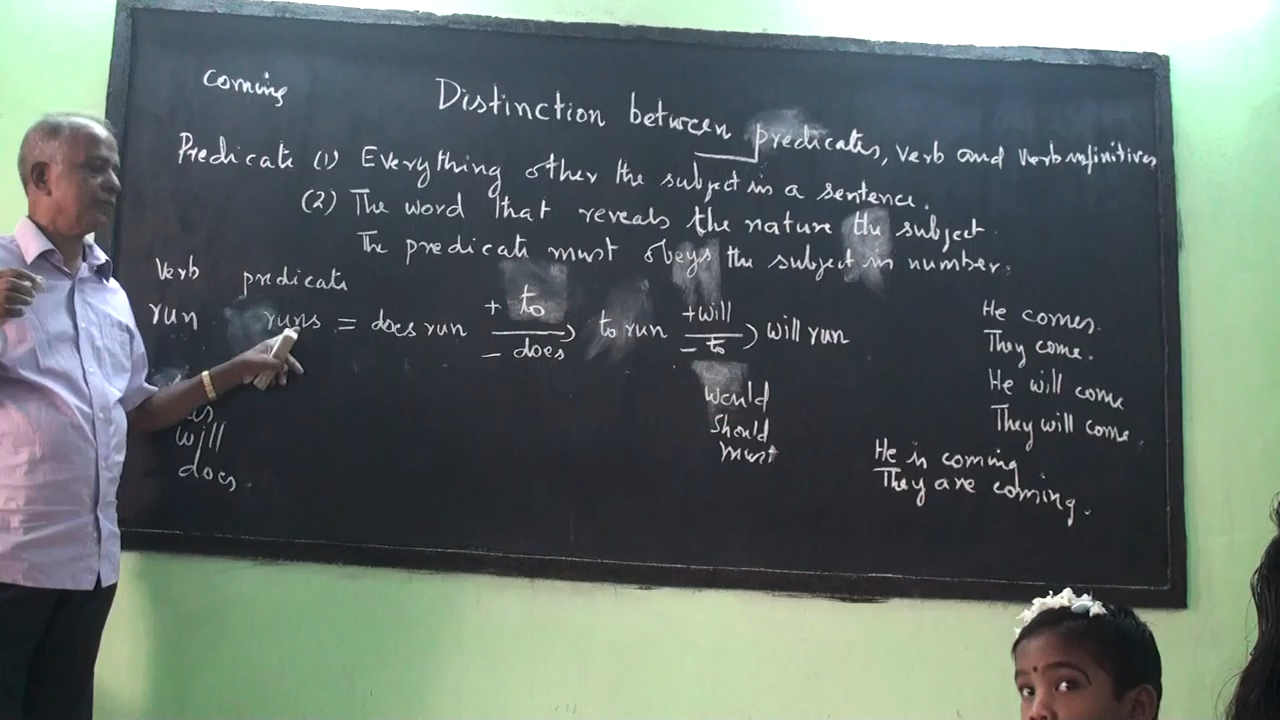 coming
Distinction between predicates, verb and verb infinitives
Predicate (1) Everything other the subject in a sentence.
(2) The word that reveals the nature the subject.
The predicate must obeys the subject in number.
Verb predicate
run runs = does run + to - does) to run +will - to) will run
would
should
must
will
does.
He comes.
They come.
He will come
They will come.
He is coming
They are coming.